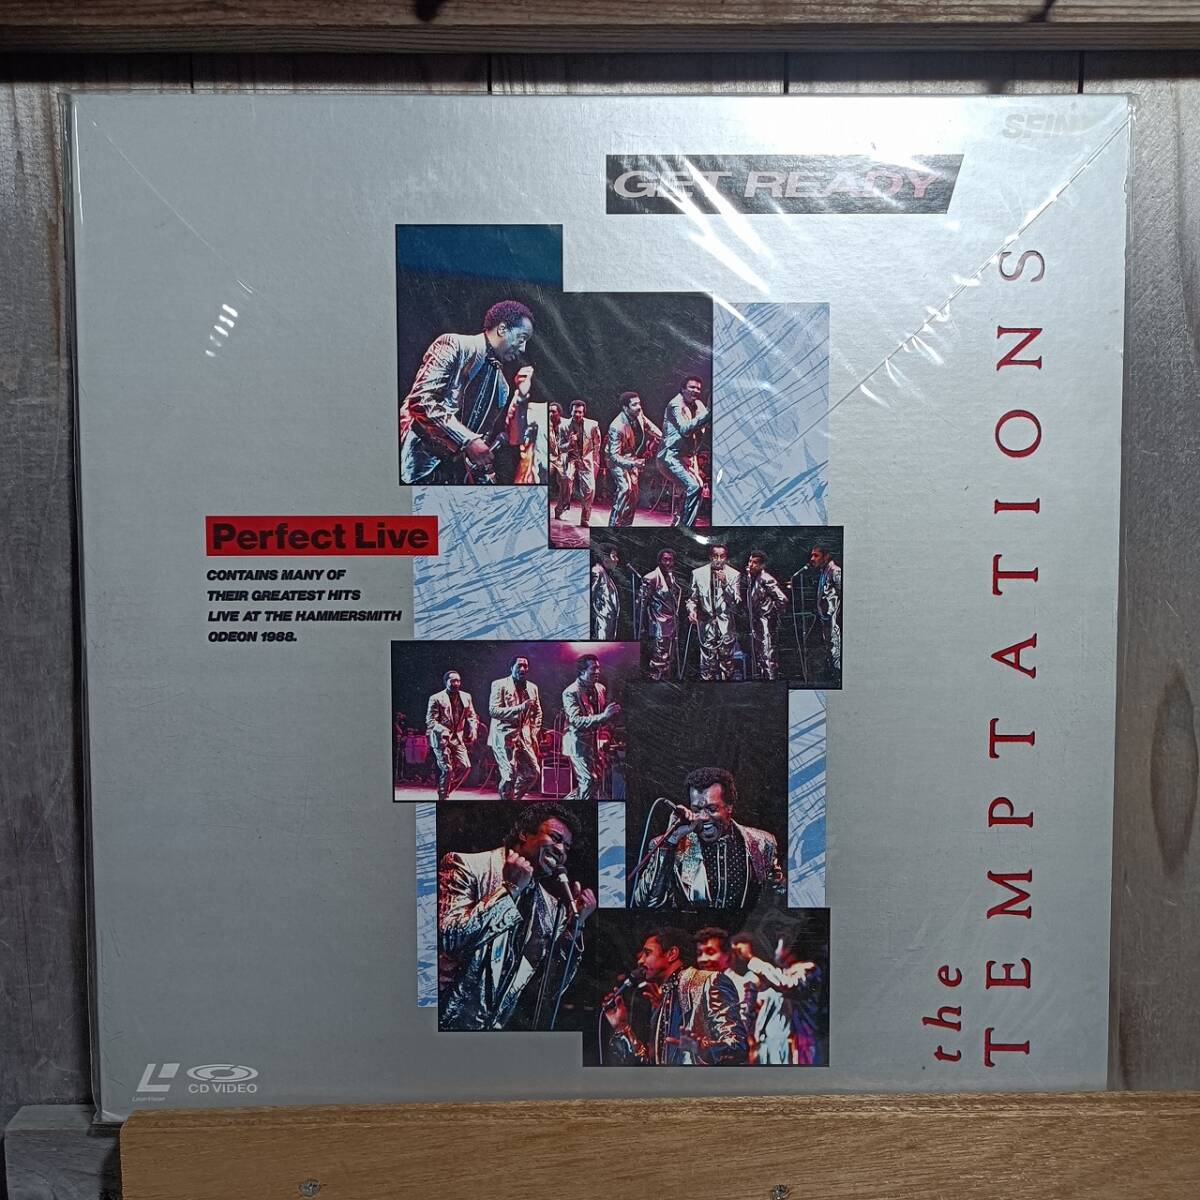 GET READY
Perfect Live
CONTAINS MANY OF
THEIR GREATEST HITS
LIVE AT THE HAMMERSMITH
ODEON 1988.
the
TEMPTATIONS
CD VIDEO
LaserVision